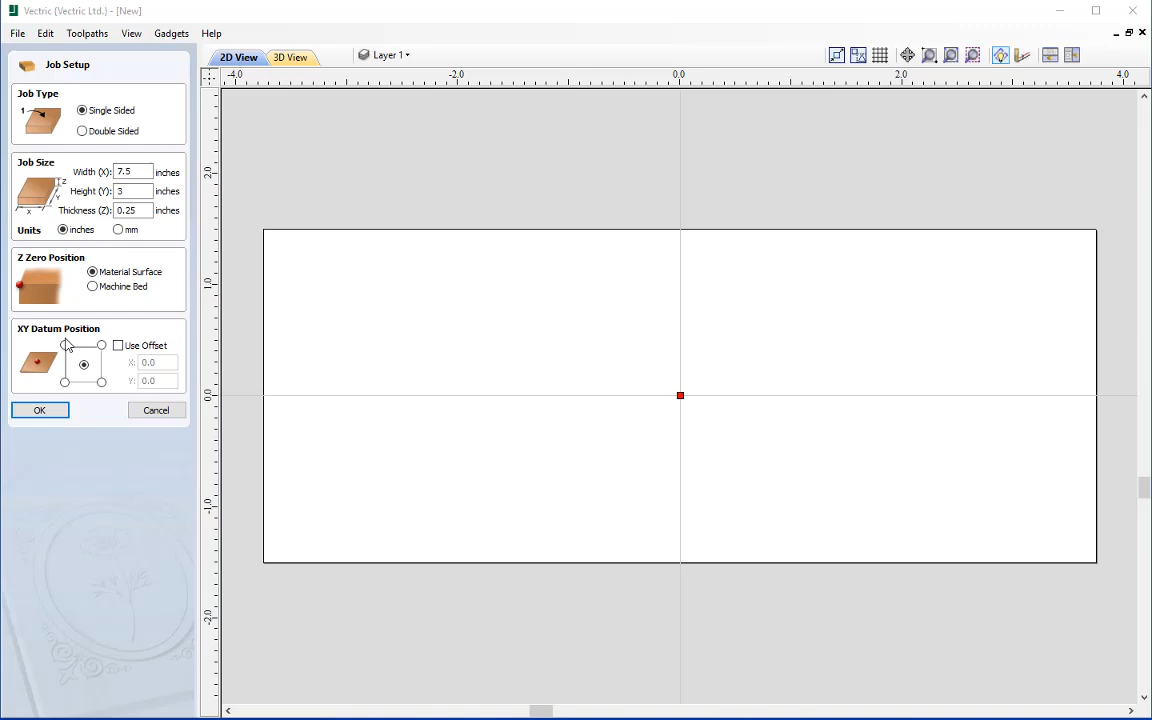 Vectric {Vectric Ltd.} - [New]
File Edit Toolpaths View Gadgets Help
Job Setup
2D View 3D View Layer 1
-4.0 -2.0 0.0 2.0 4.0
Job Type
1
Single Sided
Double Sided
Job Size
Width (X): 7.5 inches
Height (Y): 3 inches
Thickness (Z): 0.25 inches
Z
Y
X
Units inches mm
Z Zero Position
Material Surface
Machine Bed
XY Datum Position
Use Offset
X: 0.0
Y: 0.0
OK Cancel
2.0
1.0
0.0
-1.0
-2.0